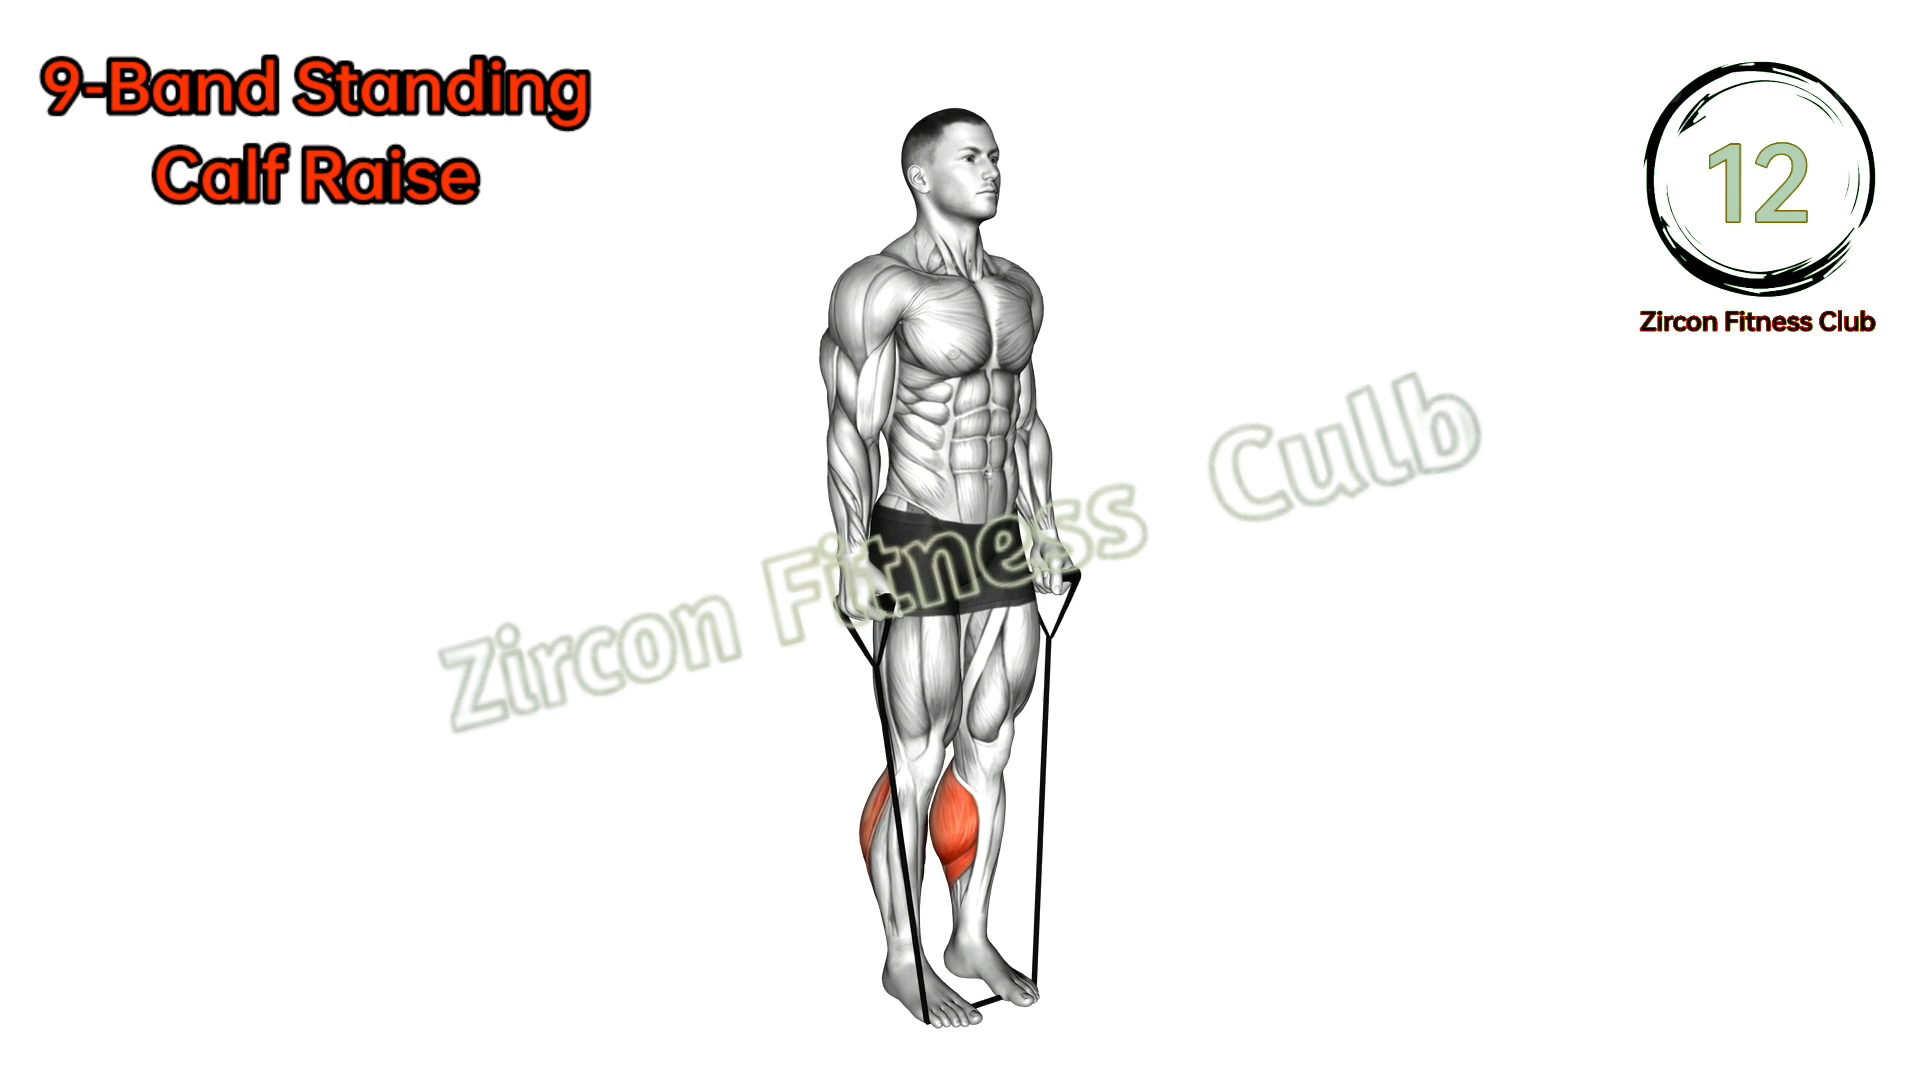 9-Band Standing
Calf Raise
12
Zircon Fitness Club
Zircon Fitness Culb